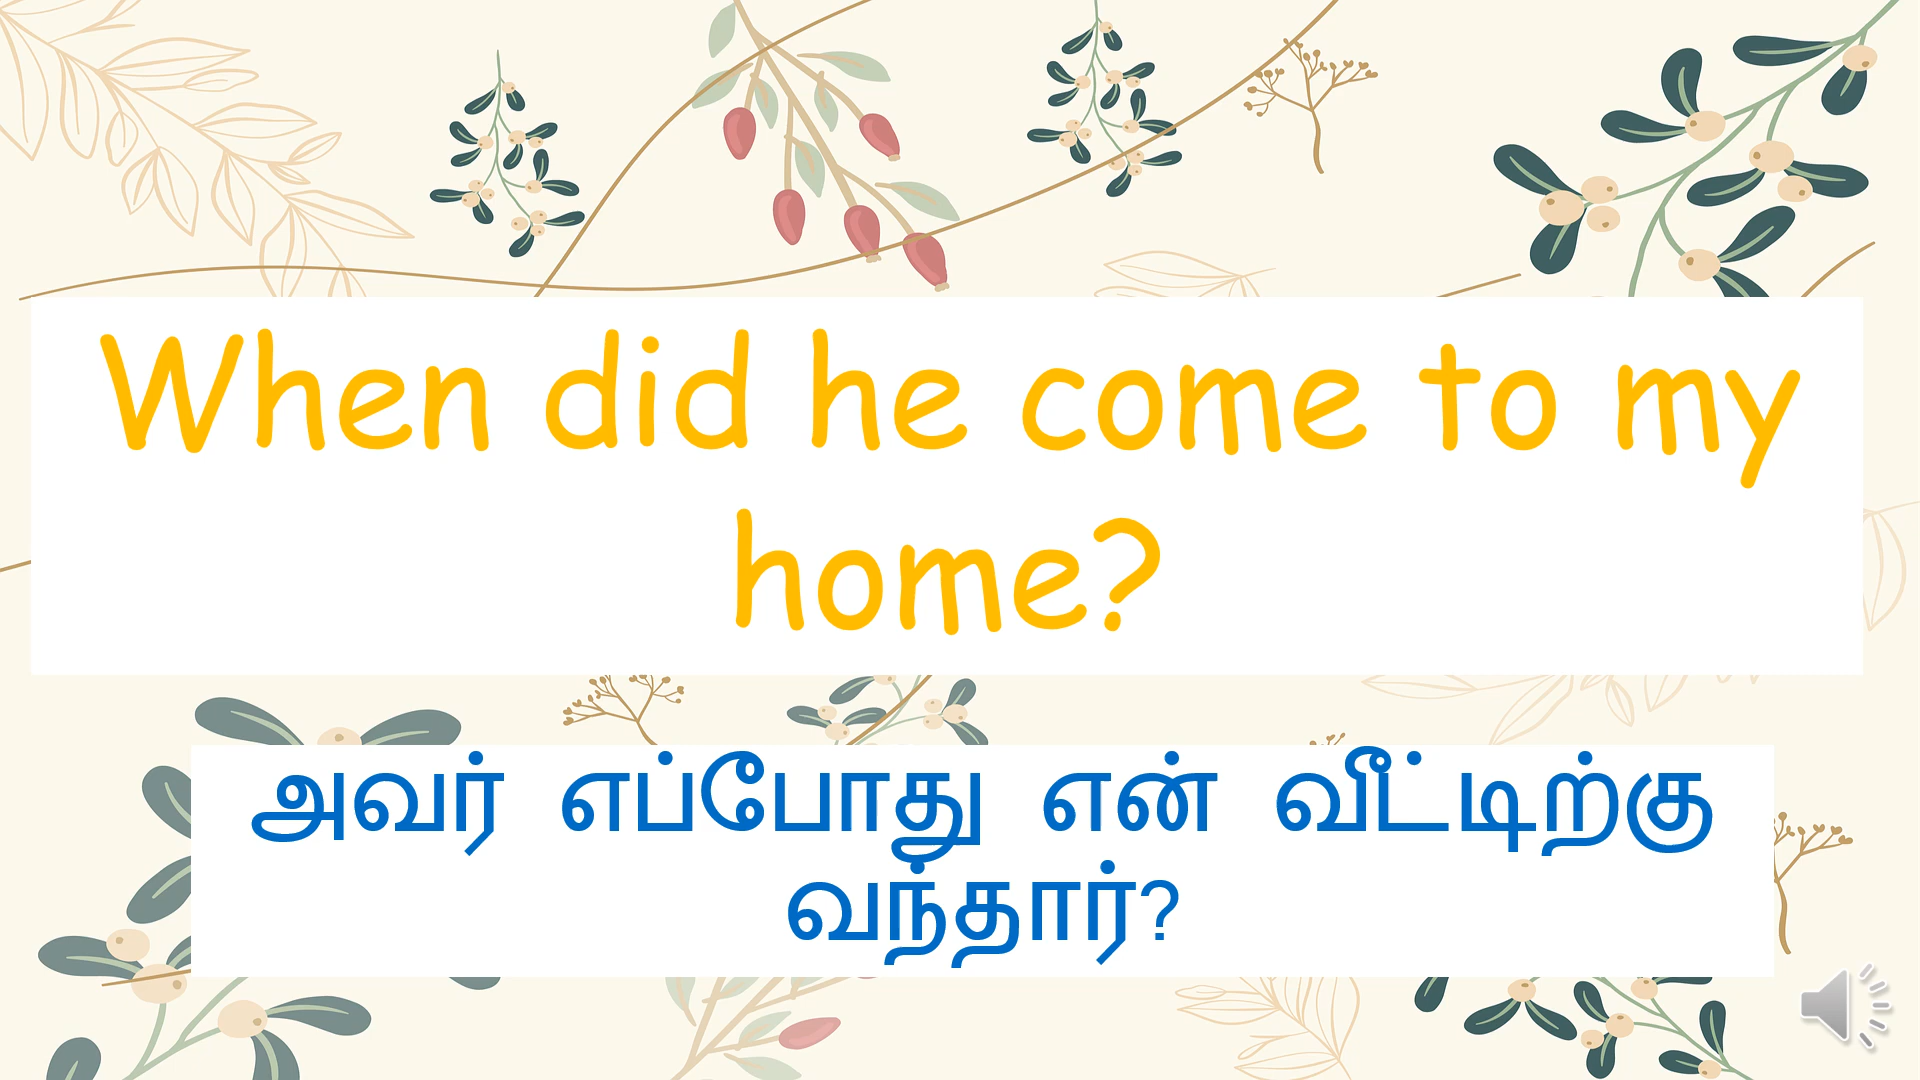 When did he come to my
home?
அவர் எப்போது என் வீட்டிற்கு
வந்தார்?